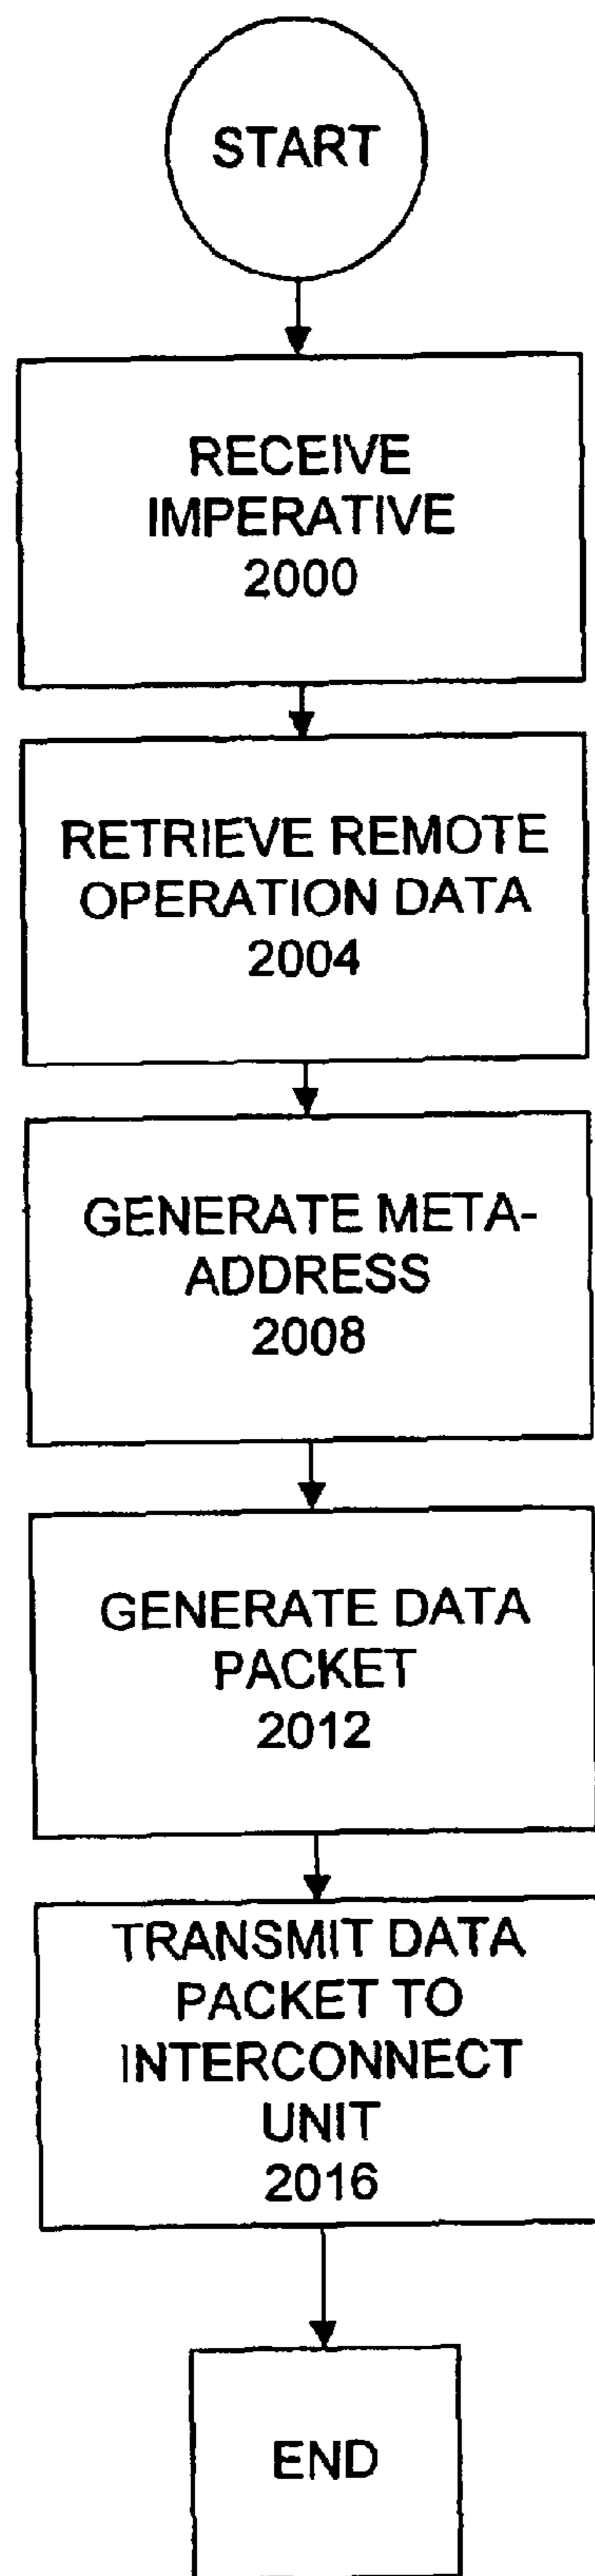 START
RECEIVE
IMPERATIVE
2000
RETRIEVE REMOTE
OPERATION DATA
2004
GENERATE META-
ADDRESS
2008
GENERATE DATA
PACKET
2012
TRANSMIT DATA
PACKET TO
INTERCONNECT
UNIT
2016
END